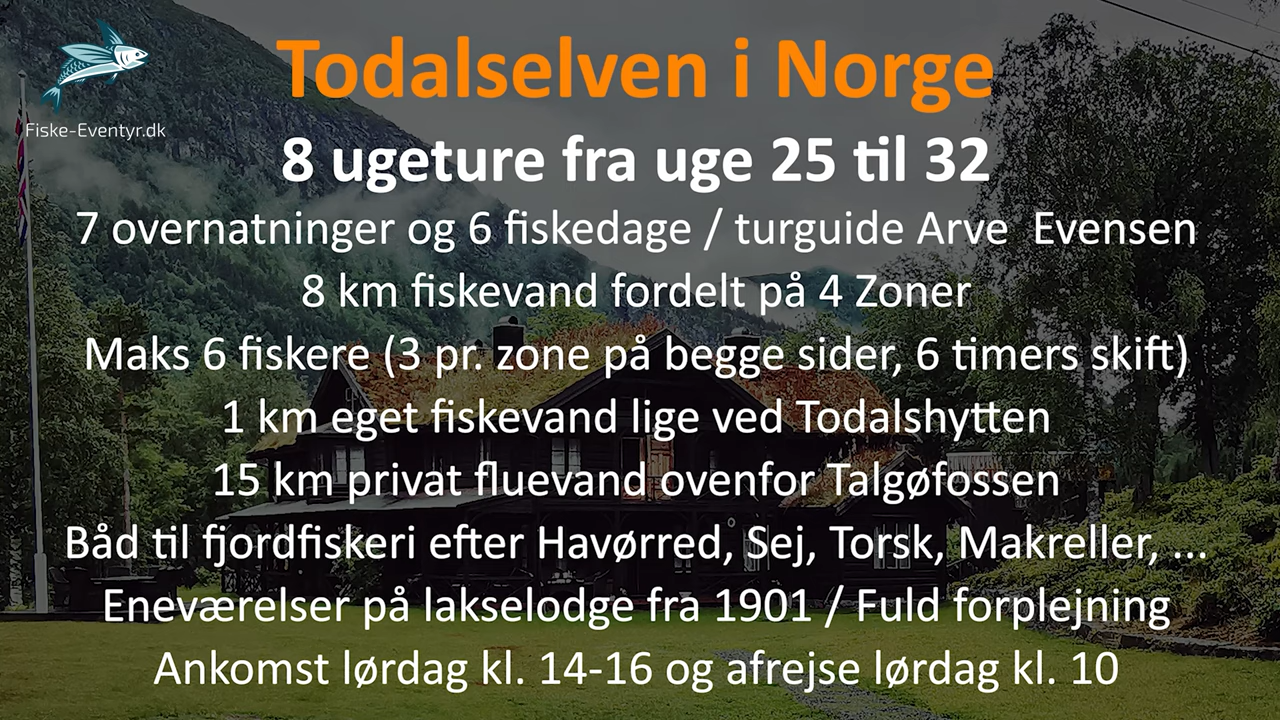 Fiske-Eventyr.dk
Todalselven i Norge
8 ugeture fra uge 25 til 32
7 overnatninger og 6 fiskedage / turguide Arve  Evensen
8 km fiskevand fordelt på 4 Zoner
Maks 6 fiskere (3 pr. zone på begge sider, 6 timers skift)
1 km eget fiskevand lige ved Todalshytten
15 km privat fluevand ovenfor Talgøfossen
Båd til fjordfiskeri efter Havørred, Sej, Torsk, Makreller, ...
Eneværelser på lakselodge fra 1901 / Fuld forplejning
Ankomst lørdag kl. 14-16 og afrejse lørdag kl. 10